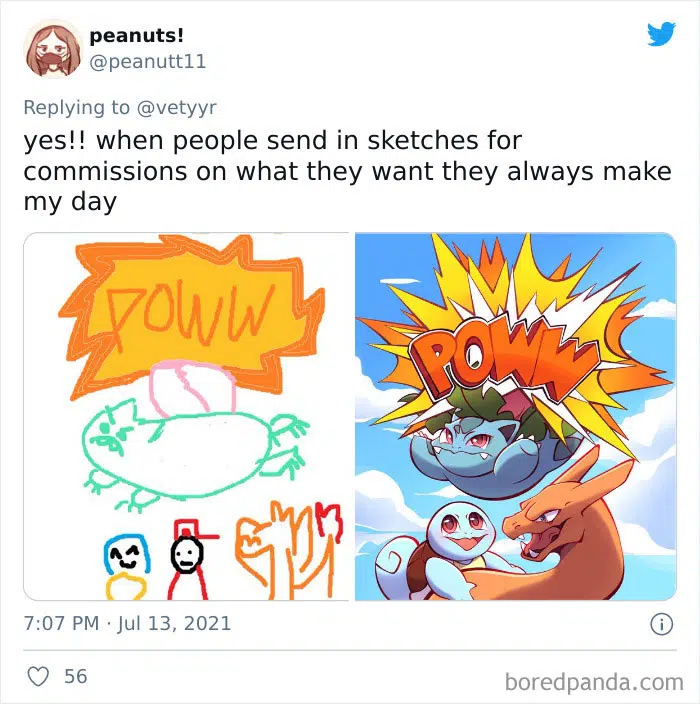 peanuts!
@peanutt11
Replying to @vetyyr
yes!! when people send in sketches for
commissions on what they want they always make
my day
POWW
POWW
7:07 PM · Jul 13, 2021
56
boredpanda.com